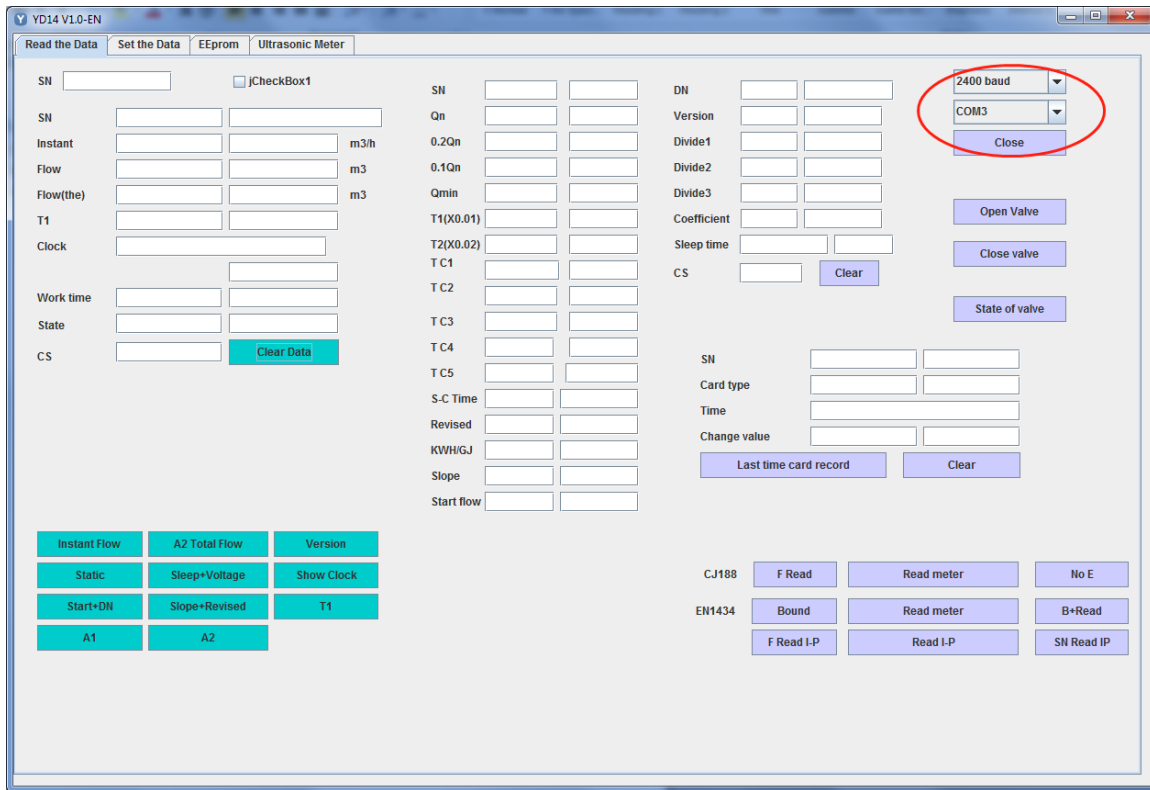 YD14 V1.0-EN
Read the Data
Set the Data
EEprom
Ultrasonic Meter
SN
jCheckBox1
SN
Instant
m3/h
Flow
m3
Flow(the)
m3
T1
Clock
Work time
State
CS
Clear Data
SN
Qn
0.2Qn
0.1Qn
Qmin
T1(X0.01)
T2(X0.02)
T C1
T C2
T C3
T C4
T C5
S-C Time
Revised
KWH/GJ
Slope
Start flow
DN
Version
Divide1
Divide2
Divide3
Coefficient
Sleep time
CS
Clear
2400 baud
COM3
Close
Open Valve
Close valve
State of valve
SN
Card type
Time
Change value
Last time card record
Clear
Instant Flow
A2 Total Flow
Version
Static
Sleep+Voltage
Show Clock
Start+DN
Slope+Revised
T1
A1
A2
CJ188
F Read
Read meter
No E
EN1434
Bound
Read meter
B+Read
F Read I-P
Read I-P
SN Read IP